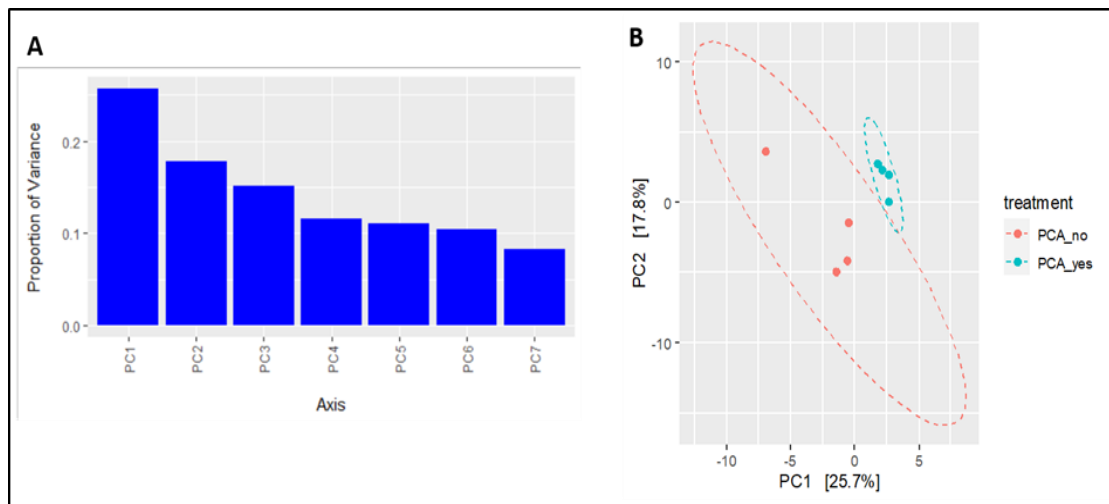 A
Proportion of Variance
0.2
0.1
0.0
PC1 PC2 PC3 PC4 PC5 PC6 PC7
Axis
B
PC2 [17.8%]
10
0
-10
-10 -5 0 5
PC1 [25.7%]
treatment
PCA_no
PCA_yes